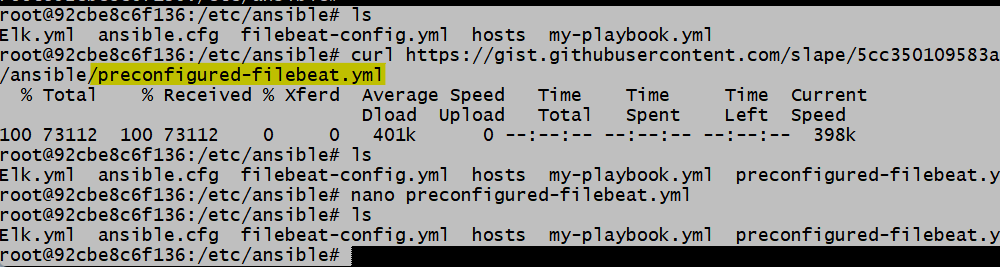 root@92cbe8c6f136:/etc/ansible# ls
Elk.yml  ansible.cfg  filebeat-config.yml  hosts  my-playbook.yml
root@92cbe8c6f136:/etc/ansible# curl https://gist.githubusercontent.com/slape/5cc350109583a
/ansible/preconfigured-filebeat.yml
% Total    % Received % Xferd  Average Speed   Time    Time     Time  Current
Dload  Upload   Total   Spent    Left  Speed
100 73112  100 73112    0     0   401k      0 --:--:-- --:--:-- --:--:--  398k
root@92cbe8c6f136:/etc/ansible# ls
Elk.yml  ansible.cfg  filebeat-config.yml  hosts  my-playbook.yml  preconfigured-filebeat.y
root@92cbe8c6f136:/etc/ansible# nano preconfigured-filebeat.yml
root@92cbe8c6f136:/etc/ansible# ls
Elk.yml  ansible.cfg  filebeat-config.yml  hosts  my-playbook.yml  preconfigured-filebeat.y
root@92cbe8c6f136:/etc/ansible#